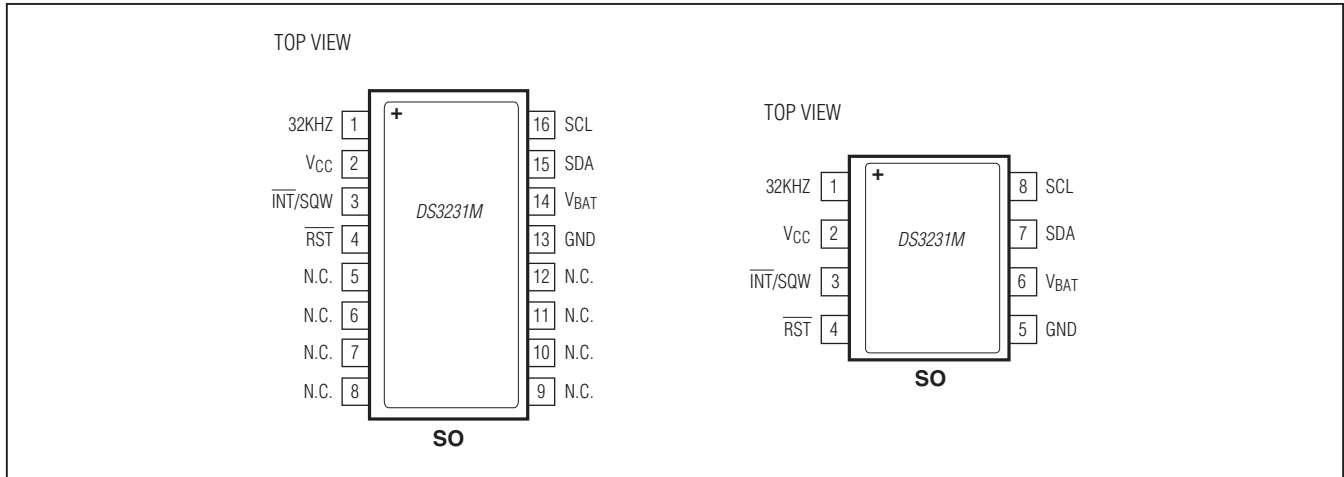 TOP VIEW
32KHZ 1 + 16 SCL
VCC 2 15 SDA
INT/SQW 3 DS3231M 14 VBAT
RST 4 13 GND
N.C. 5 12 N.C.
N.C. 6 11 N.C.
N.C. 7 10 N.C.
N.C. 8 9 N.C.
SO
TOP VIEW
32KHZ 1 + 8 SCL
VCC 2 DS3231M 7 SDA
INT/SQW 3 6 VBAT
RST 4 5 GND
SO